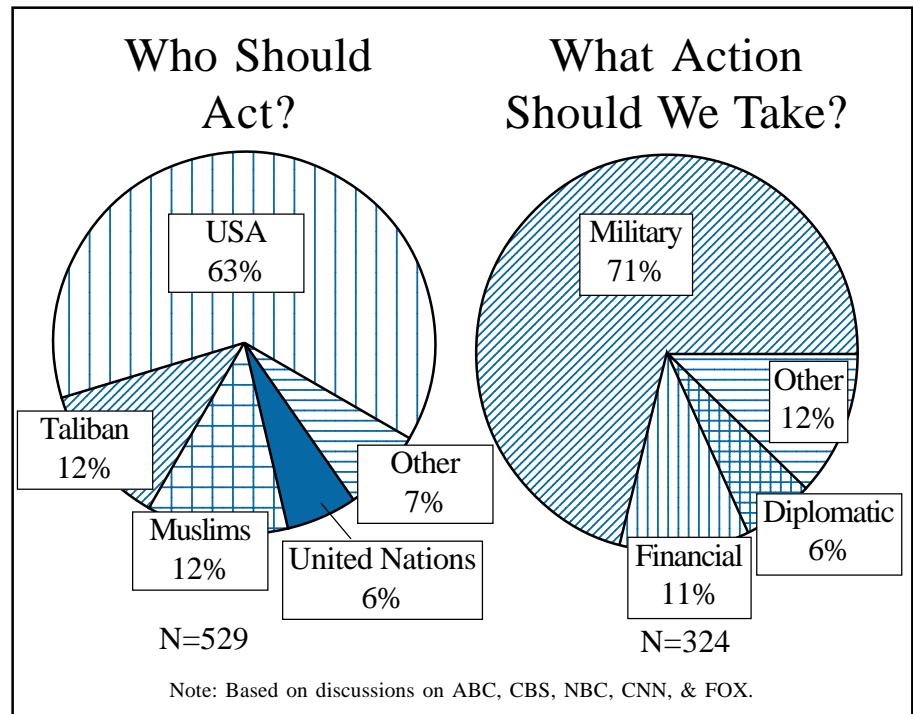 Who Should
Act?
USA
63%
Taliban
12%
Muslims
12%
United Nations
6%
Other
7%
N=529
What Action
Should We Take?
Military
71%
Other
12%
Diplomatic
6%
Financial
11%
N=324
Note: Based on discussions on ABC, CBS, NBC, CNN, & FOX.